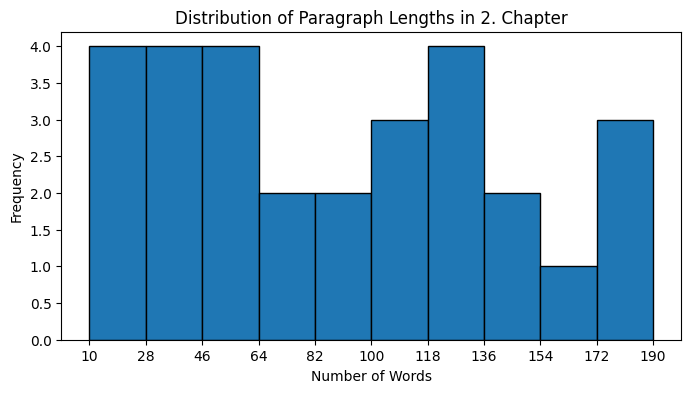 Distribution of Paragraph Lengths in 2. Chapter
4.0
3.5
3.0
2.5
2.0
1.5
1.0
0.5
0.0
Frequency
10 28 46 64 82 100 118 136 154 172 190
Number of Words